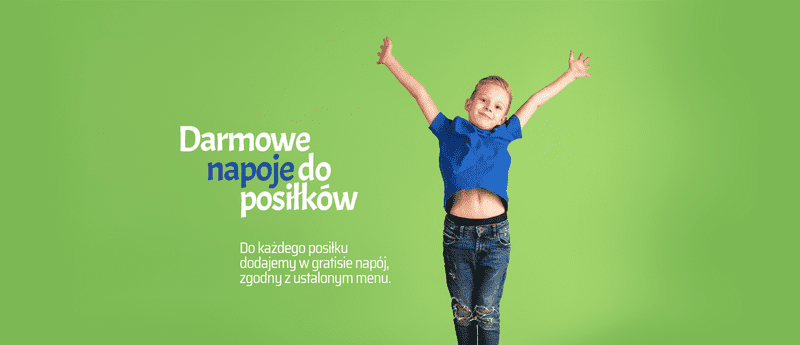 Darmowe
napoje do
posiłków
Do każdego posiłku
dodajemy w gratisie napój,
zgodny z ustalonym menu.